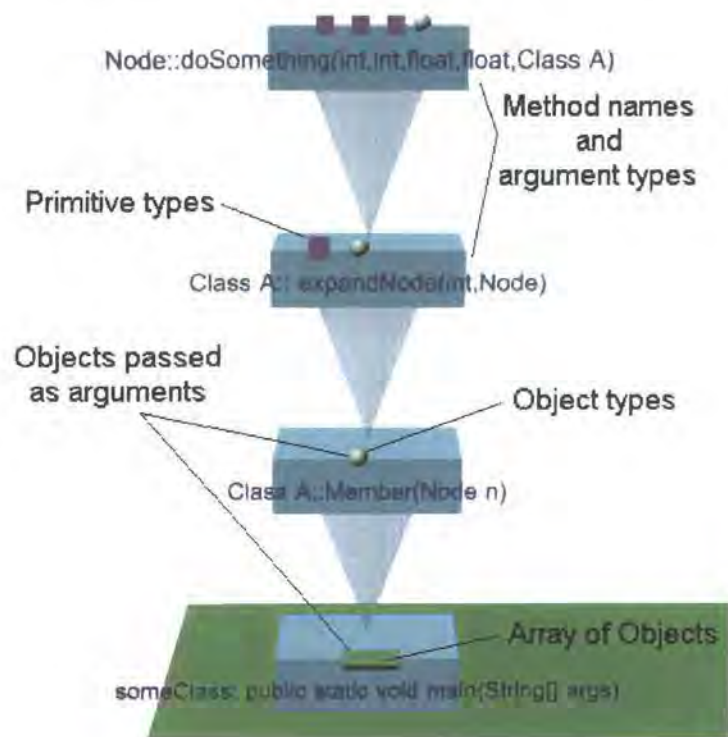 Node::doSomething(int,int,float,float,Class A)
Method names
and
argument types
Primitive types
Class A:: expandNode(int,Node)
Objects passed
as arguments
Object types
Class A::Member(Node n)
Array of Objects
someClass: public static void main(String[] args)